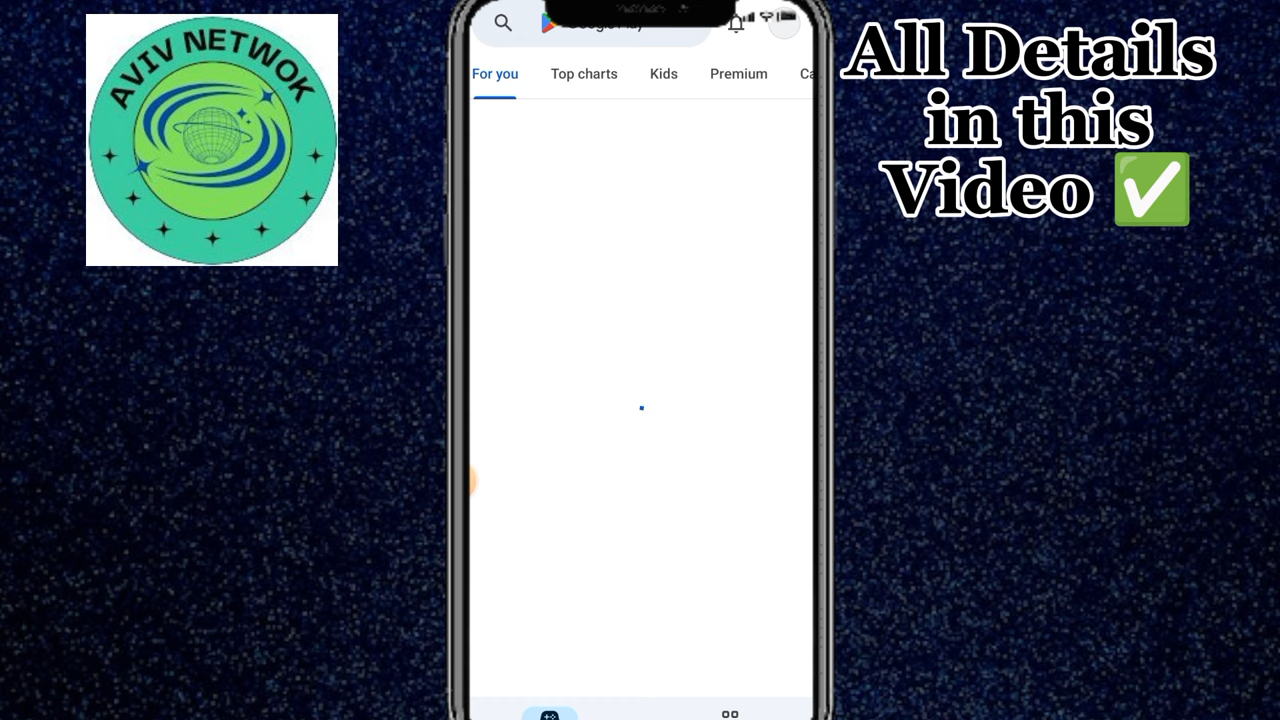 AVIV NETWOK
For you
Top charts
Kids
Premium
All Details
in this
Video ✅